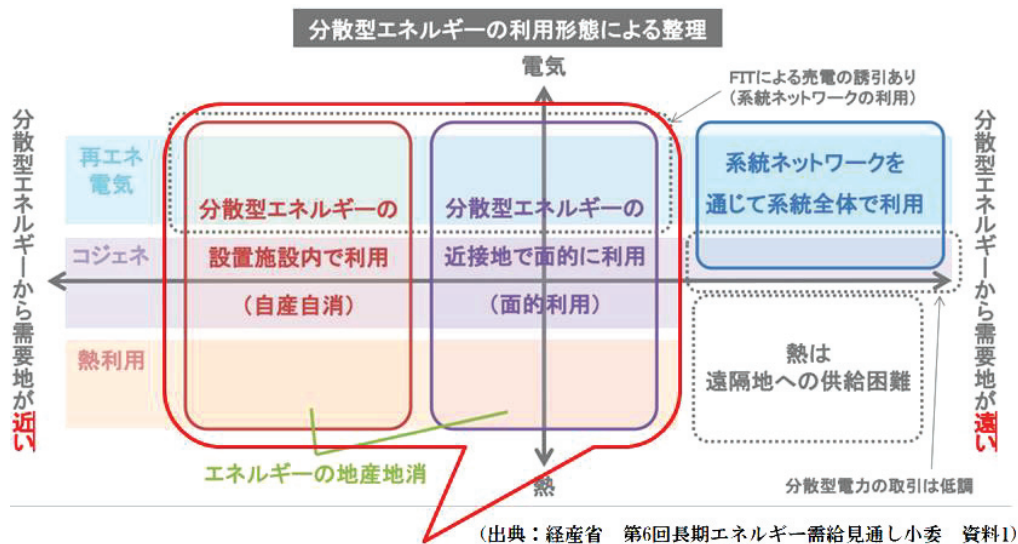 分散型エネルギーの利用形態による整理
電気
FITによる売電の誘引あり
(系統ネットワークの利用)
分散型エネルギーから需要地が近い
分散型エネルギーから需要地が遠い
再エネ
電気
コジェネ
熱利用
分散型エネルギーの
設置施設内で利用
(自産自消)
分散型エネルギーの
近接地で面的に利用
(面的利用)
系統ネットワークを
通じて系統全体で利用
熱は
遠隔地への供給困難
エネルギーの地産地消
熱
分散型電力の取引は低調
(出典：経産省 第6回長期エネルギー需給見通し小委 資料1)